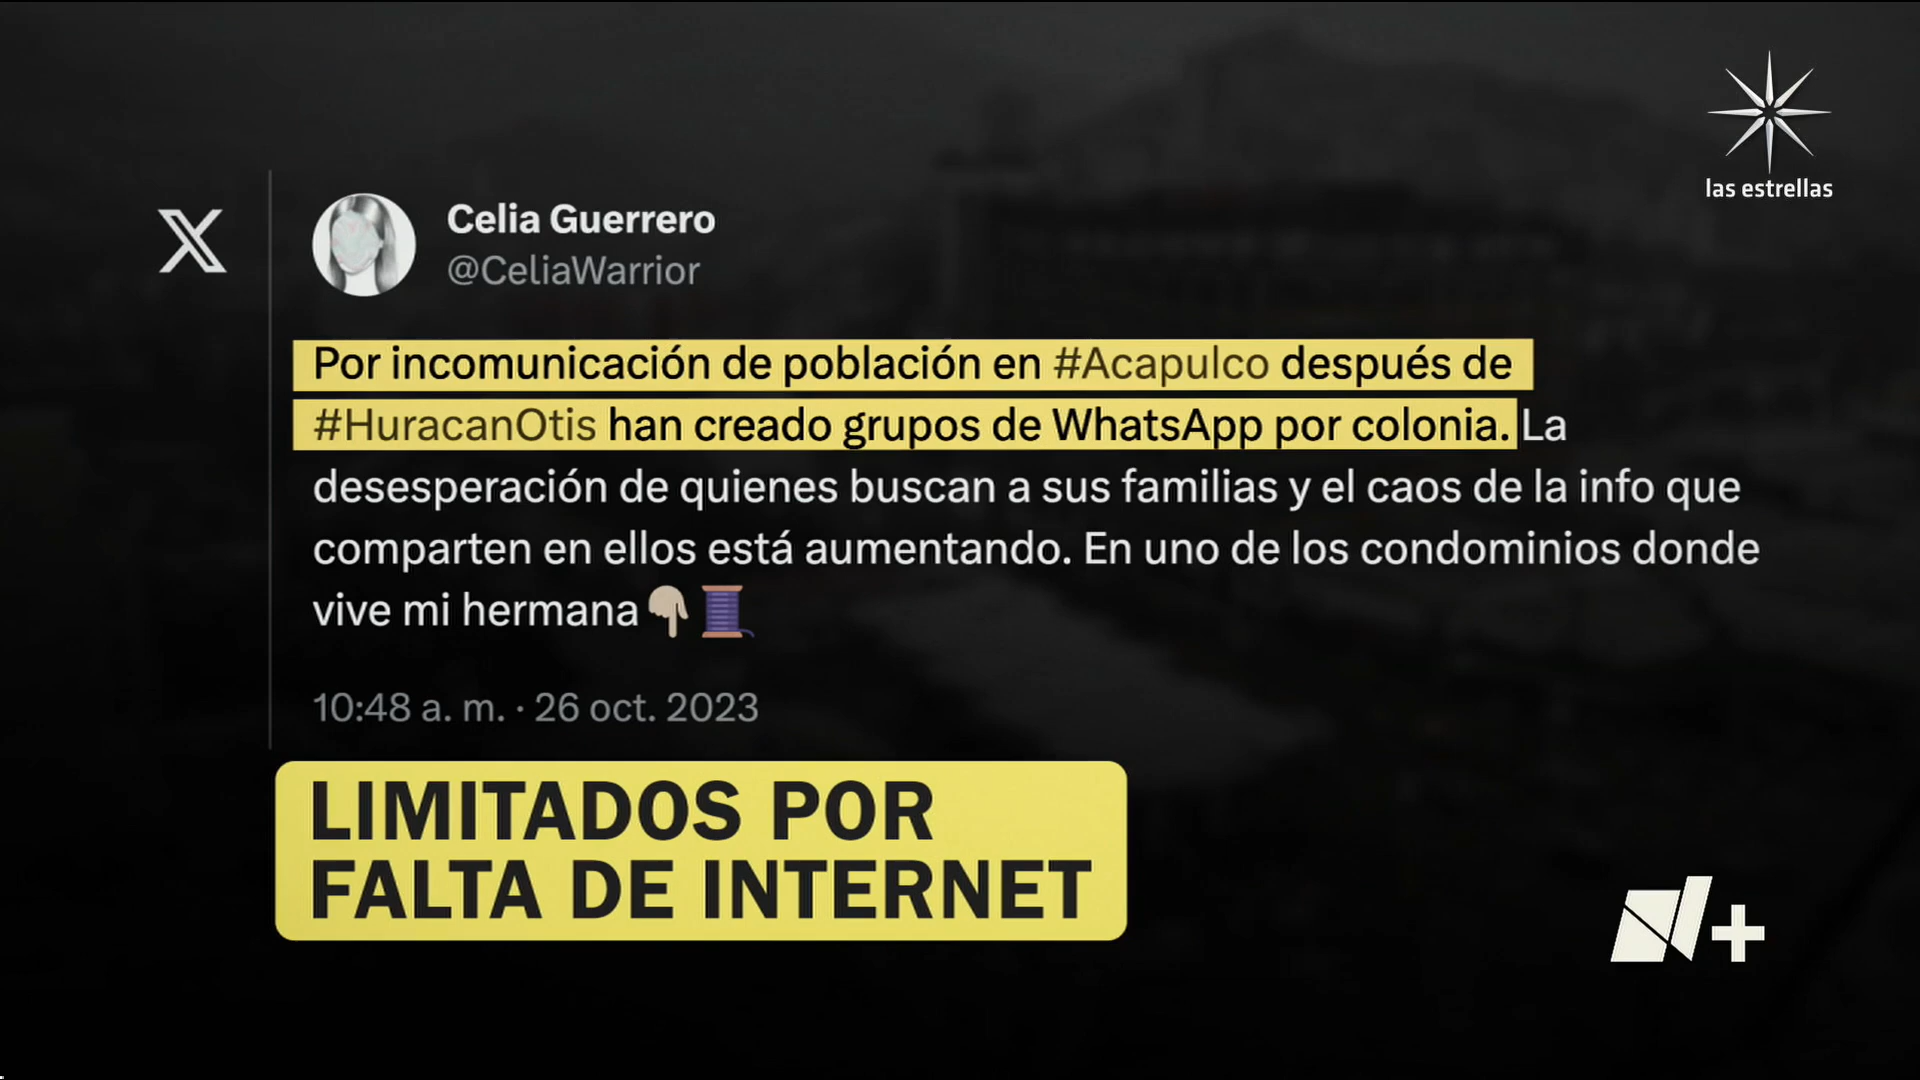 las estrellas
X
Celia Guerrero
@CeliaWarrior
Por incomunicación de población en #Acapulco después de
#HuracanOtis han creado grupos de WhatsApp por colonia. La
desesperación de quienes buscan a sus familias y el caos de la info que
comparten en ellos está aumentando. En uno de los condominios donde
vive mi hermana👇🏼🧵
10:48 a. m. · 26 oct. 2023
LIMITADOS POR
FALTA DE INTERNET
N+